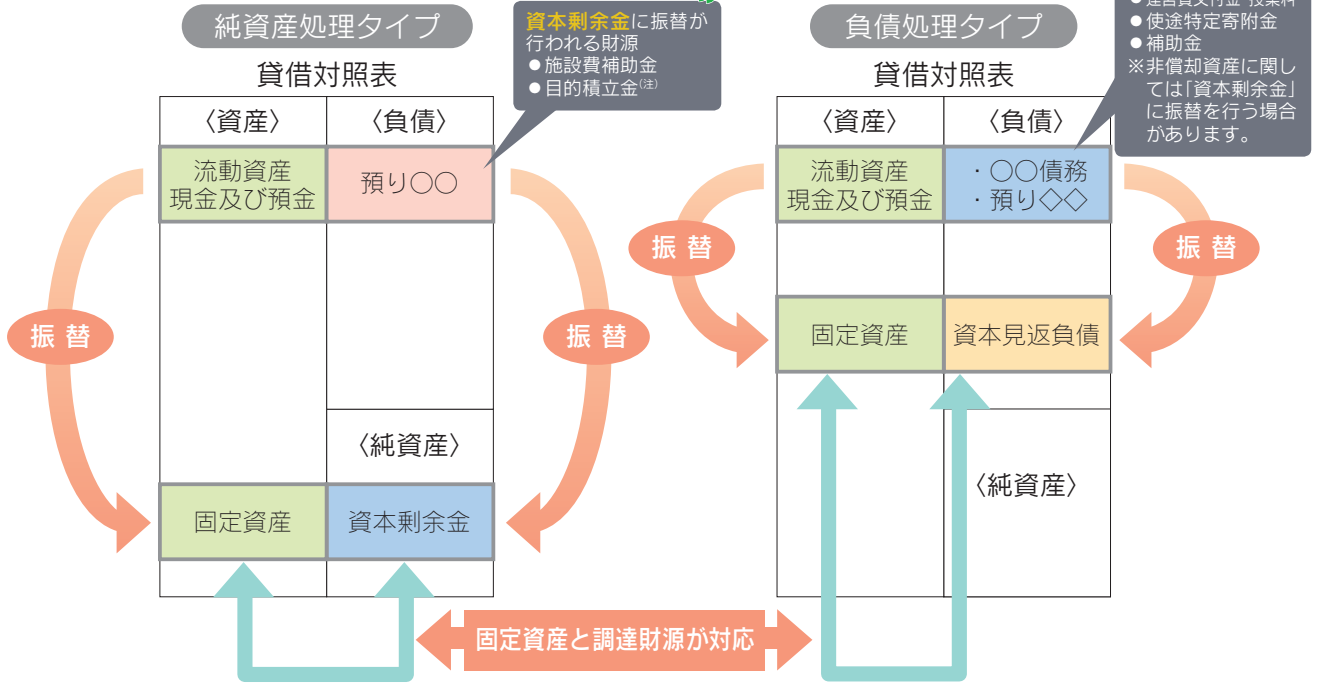 純資産処理タイプ
貸借対照表
〈資産〉
〈負債〉
流動資産
現金及び預金
預り〇〇
資本剰余金に振替が
行われる財源
●施設費補助金
●目的積立金(注)
振替
振替
〈純資産〉
固定資産
資本剰余金
負債処理タイプ
貸借対照表
〈資産〉
〈負債〉
流動資産
現金及び預金
・〇〇債務
・預り◇◇
●運営費交付金・授業料
●使途特定寄附金
●補助金
※非償却資産に関し
ては「資本剰余金」
に振替を行う場合
があります。
振替
振替
固定資産
資本見返負債
〈純資産〉
固定資産と調達財源が対応